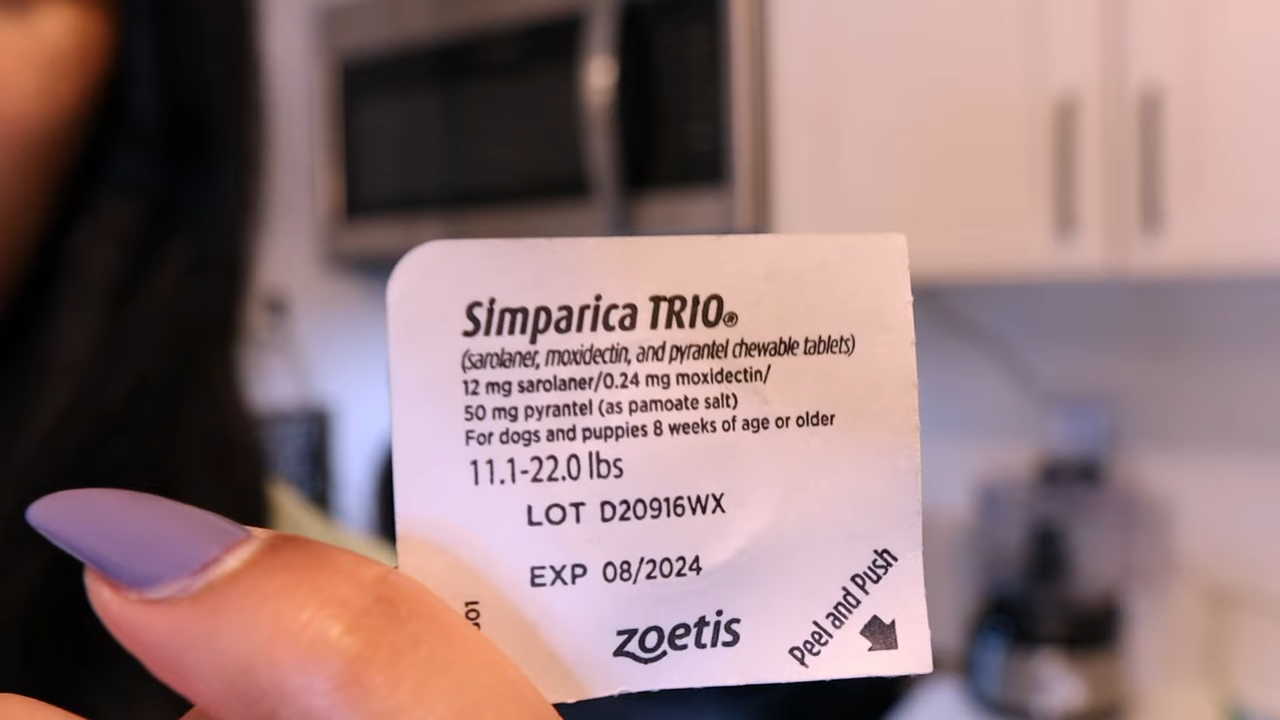 Simparica TRIO®
(sarolaner, moxidectin, and pyrantel chewable tablets)
12 mg sarolaner/0.24 mg moxidectin/
50 mg pyrantel (as pamoate salt)
For dogs and puppies 8 weeks of age or older
11.1-22.0 lbs
LOT D20916WX
EXP 08/2024
zoetis
Peel and Push